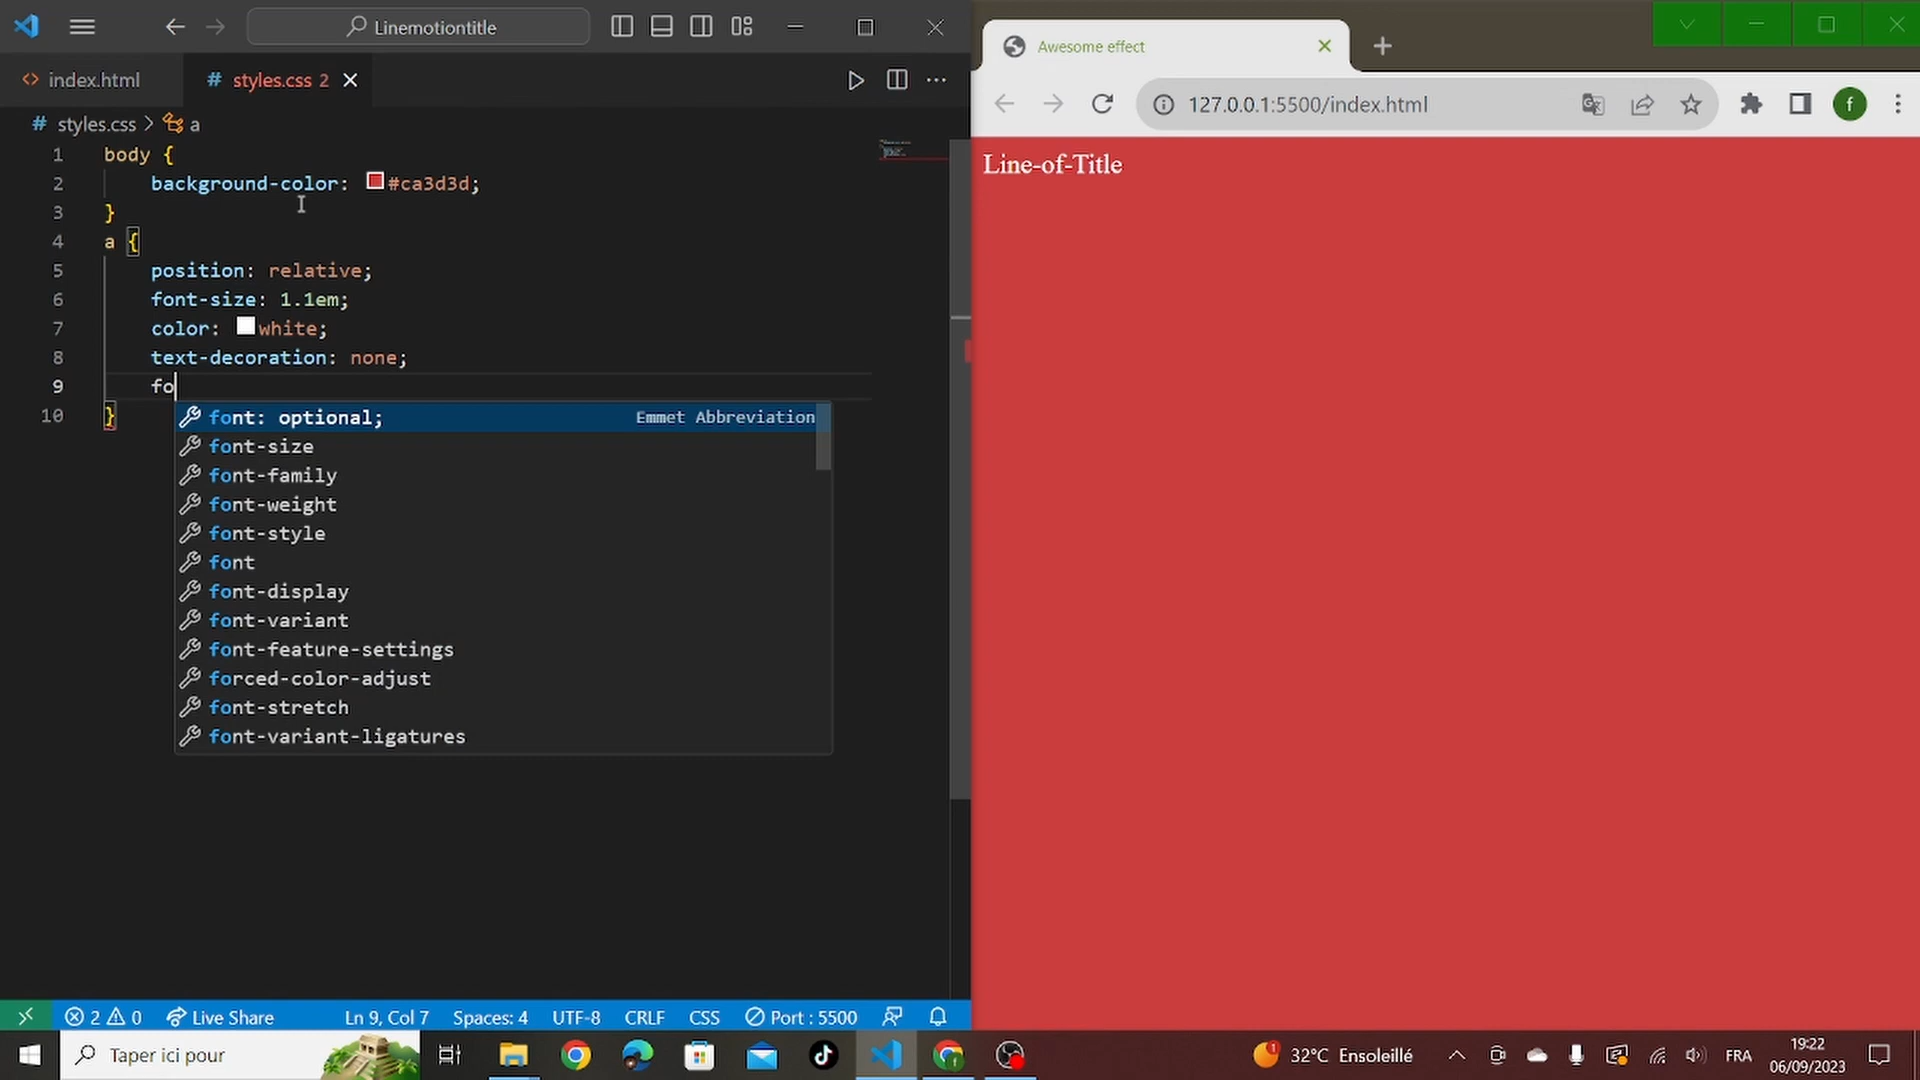 Linemotiontitle
index.html
# styles.css 2
# styles.css > a
1 body {
2 background-color: #ca3d3d;
3 }
4 a {
5 position: relative;
6 font-size: 1.1em;
7 color: white;
8 text-decoration: none;
9 fo
10 }
font: optional; Emmet Abbreviation
font-size
font-family
font-weight
font-style
font
font-display
font-variant
font-feature-settings
forced-color-adjust
font-stretch
font-variant-ligatures
2 0 Live Share Ln 9, Col 7 Spaces: 4 UTF-8 CRLF CSS Port : 5500
Awesome effect
127.0.0.1:5500/index.html
f
Line-of-Title
Taper ici pour
1
32°C Ensoleillé
FRA
19:22
06/09/2023